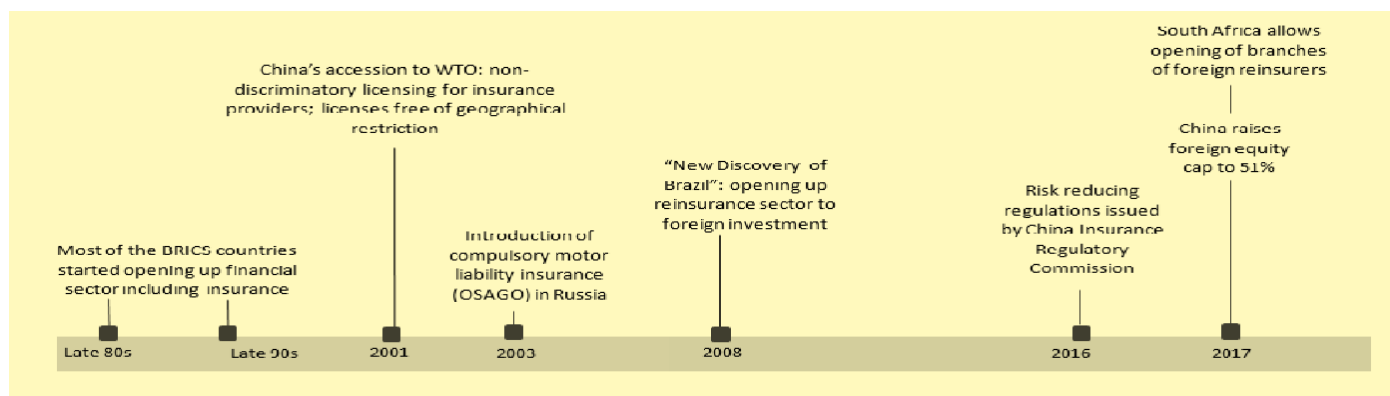 South Africa allows
opening of branches
of foreign reinsurers
China's accession to WTO: non-
discriminatory licensing for insurance
providers; licenses free of geographical
restriction
China raises
foreign equity
cap to 51%
"New Discovery of
Brazil": opening up
reinsurance sector to
foreign investment
Risk reducing
regulations issued
by China Insurance
Regulatory
Commission
Introduction of
compulsory motor
liability insurance
(OSAGO) in Russia
Most of the BRICS countries
started opening up financial
sector including insurance
Late 80s
Late 90s
2001
2003
2008
2016
2017